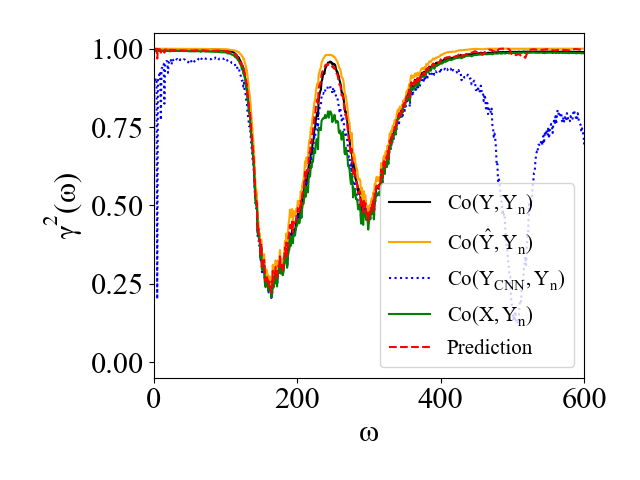 1.00
0.75
0.50
0.25
0.00
γ²(ω)
Co(Y, Yₙ)
Co(Ŷ, Yₙ)
Co(Y_CNN, Yₙ)
Co(X, Yₙ)
Prediction
0 200 400 600
ω